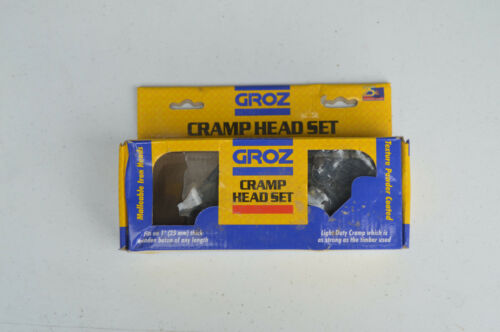 GROZ
CRAMP HEAD SET
Malleable Iron Heads
GROZ
CRAMP
HEAD SET
Texture Powder Coated
Fits on 1" (25 mm) thick
wooden baton of any length
Light Duty Cramp which is
as strong as the timber used